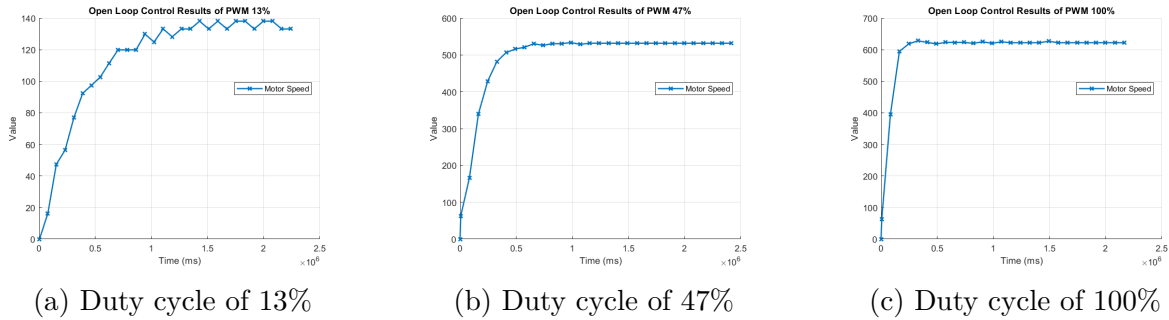 Open Loop Control Results of PWM 13%
140
120
100
80
60
40
20
0
Value
Motor Speed
0 0.5 1 1.5 2 2.5
Time (ms)
×10^6
(a) Duty cycle of 13%
Open Loop Control Results of PWM 47%
600
500
400
300
200
100
0
Value
Motor Speed
0 0.5 1 1.5 2 2.5
Time (ms)
×10^6
(b) Duty cycle of 47%
Open Loop Control Results of PWM 100%
700
600
500
400
300
200
100
0
Value
Motor Speed
0 0.5 1 1.5 2 2.5
Time (ms)
×10^6
(c) Duty cycle of 100%